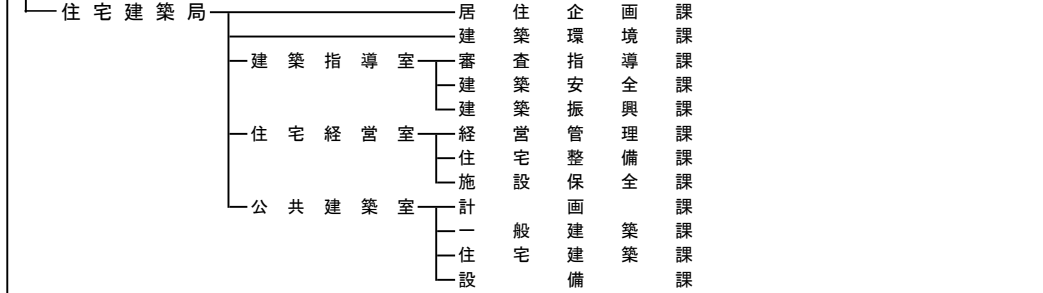 住宅建築局 居住企画課
建築環境課
建築指導室 審査指導課
建築安全課
建築振興課
住宅経営室 経営管理課
住宅整備課
施設保全課
公共建築室 計画課
一般建築課
住宅建築課
設備課